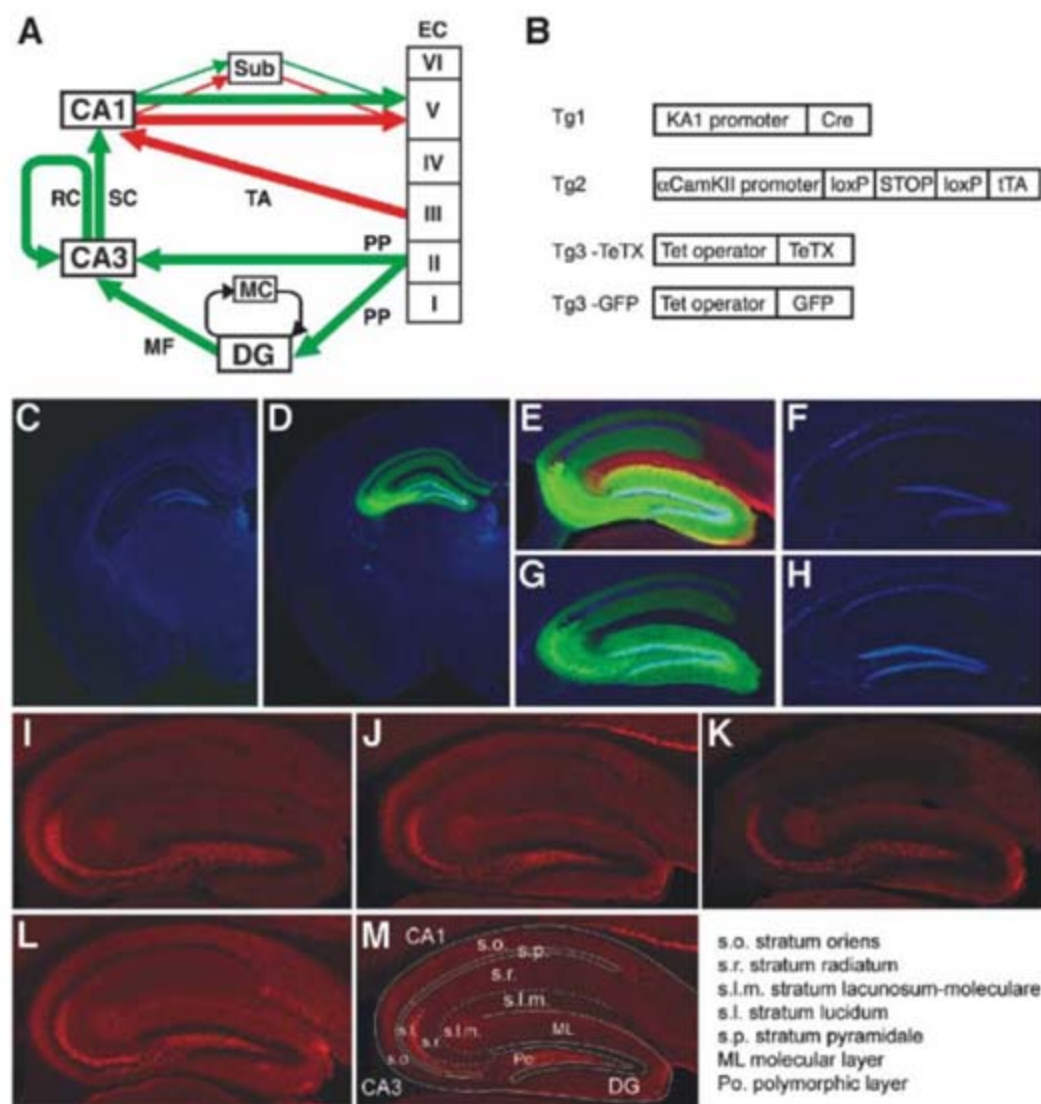 A
EC
VI
V
IV
III
II
I
Sub
CA1
RC
SC
TA
PP
CA3
MC
PP
MF
DG
B
Tg1
KA1 promoter
Cre
Tg2
αCamKII promoter
loxP
STOP
loxP
tTA
Tg3 -TeTX
Tet operator
TeTX
Tg3 -GFP
Tet operator
GFP
C
D
E
F
G
H
I
J
K
L
M
CA1
s.o.
s.p.
s.r.
s.l.m.
s.l.
s.r.
s.l.m.
ML
s.o.
Po
CA3
DG
s.o. stratum oriens
s.r. stratum radiatum
s.l.m. stratum lacunosum-moleculare
s.l. stratum lucidum
s.p. stratum pyramidale
ML molecular layer
Po. polymorphic layer